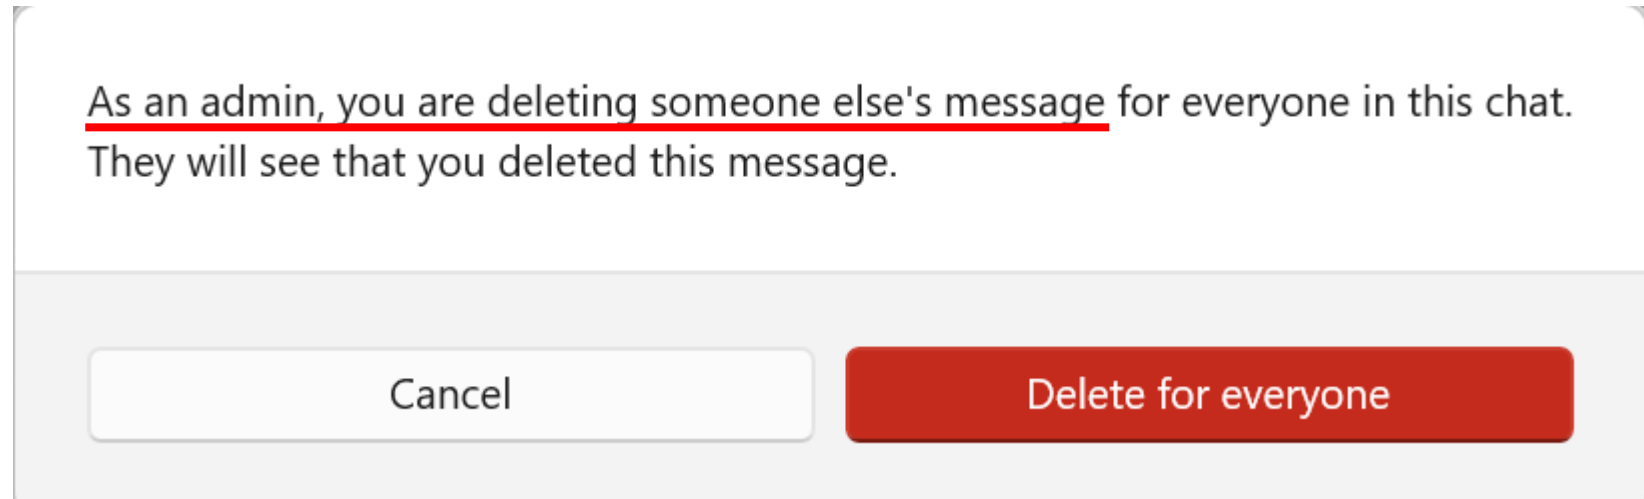 As an admin, you are deleting someone else's message for everyone in this chat.
They will see that you deleted this message.
Cancel
Delete for everyone